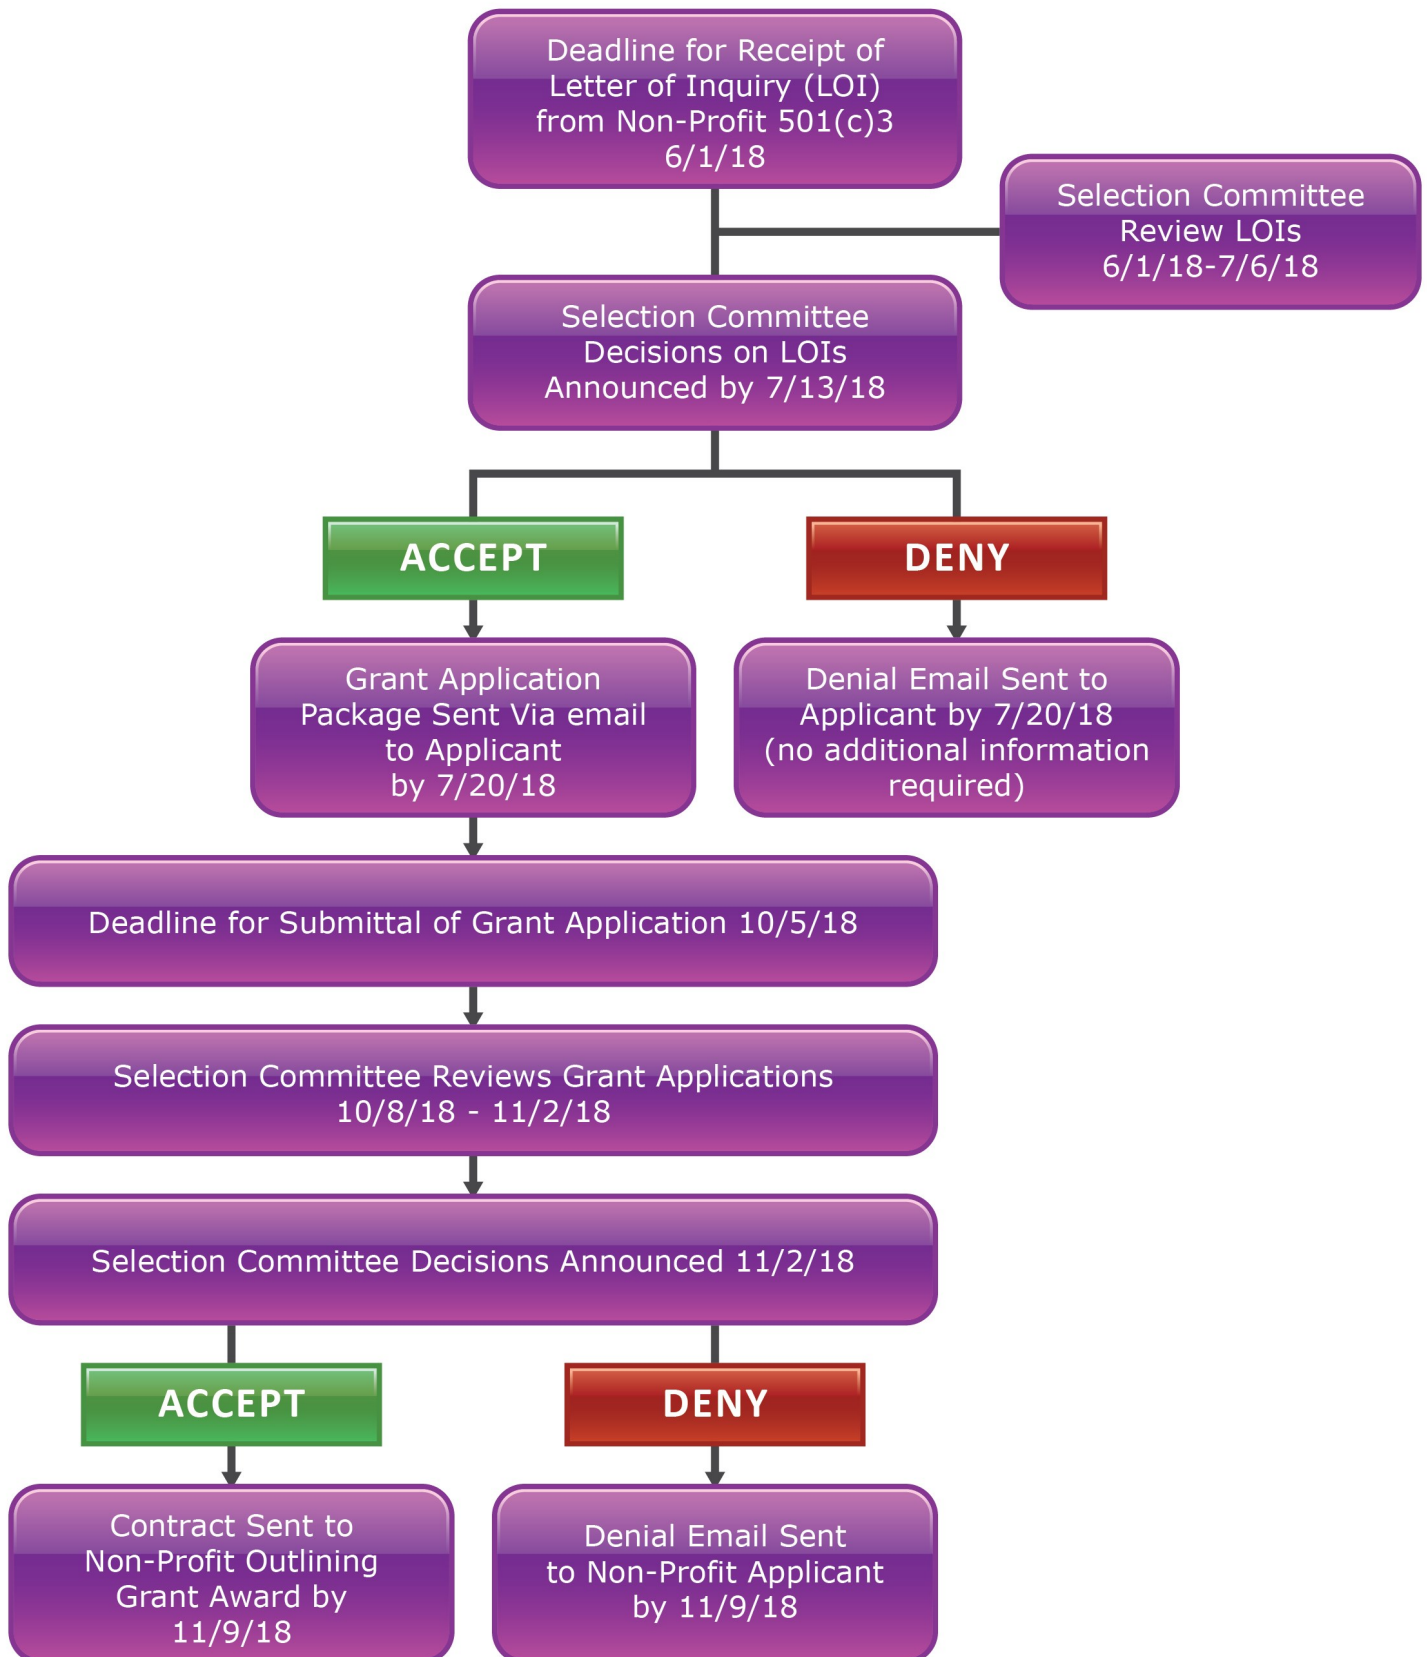 Deadline for Receipt of
Letter of Inquiry (LOI)
from Non-Profit 501(c)3
6/1/18
Selection Committee
Review LOIs
6/1/18-7/6/18
Selection Committee
Decisions on LOIs
Announced by 7/13/18
ACCEPT
DENY
Grant Application
Package Sent Via email
to Applicant
by 7/20/18
Denial Email Sent to
Applicant by 7/20/18
(no additional information
required)
Deadline for Submittal of Grant Application 10/5/18
Selection Committee Reviews Grant Applications
10/8/18 - 11/2/18
Selection Committee Decisions Announced 11/2/18
ACCEPT
DENY
Contract Sent to
Non-Profit Outlining
Grant Award by
11/9/18
Denial Email Sent
to Non-Profit Applicant
by 11/9/18